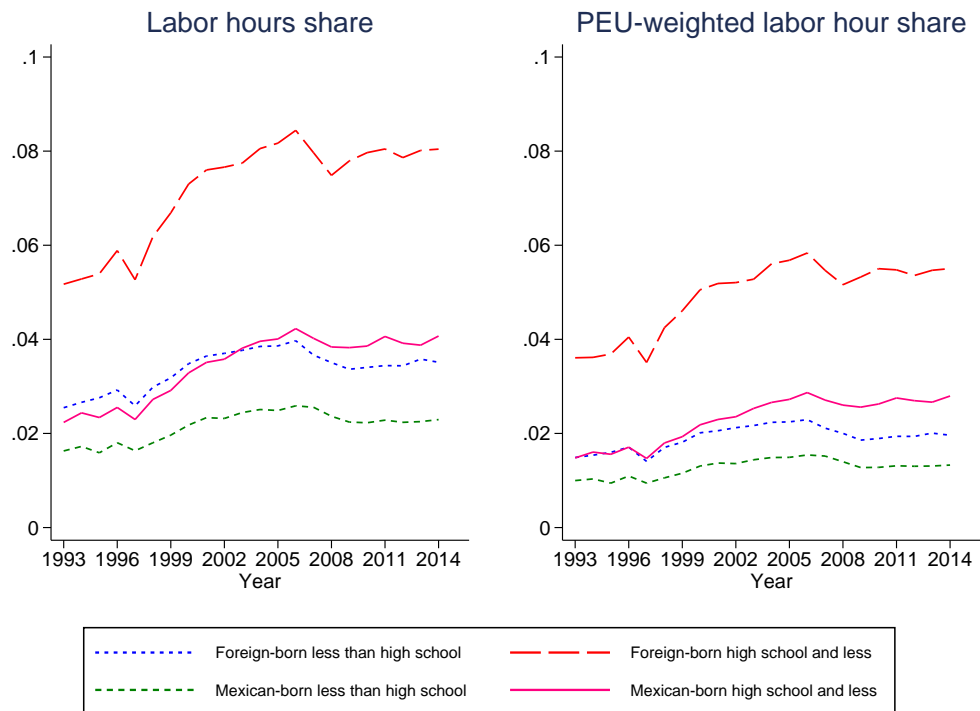 Labor hours share
PEU-weighted labor hour share
.1
.08
.06
.04
.02
0
1993 1996 1999 2002 2005 2008 2011 2014
Year
.1
.08
.06
.04
.02
0
1993 1996 1999 2002 2005 2008 2011 2014
Year
Foreign-born less than high school
Foreign-born high school and less
Mexican-born less than high school
Mexican-born high school and less